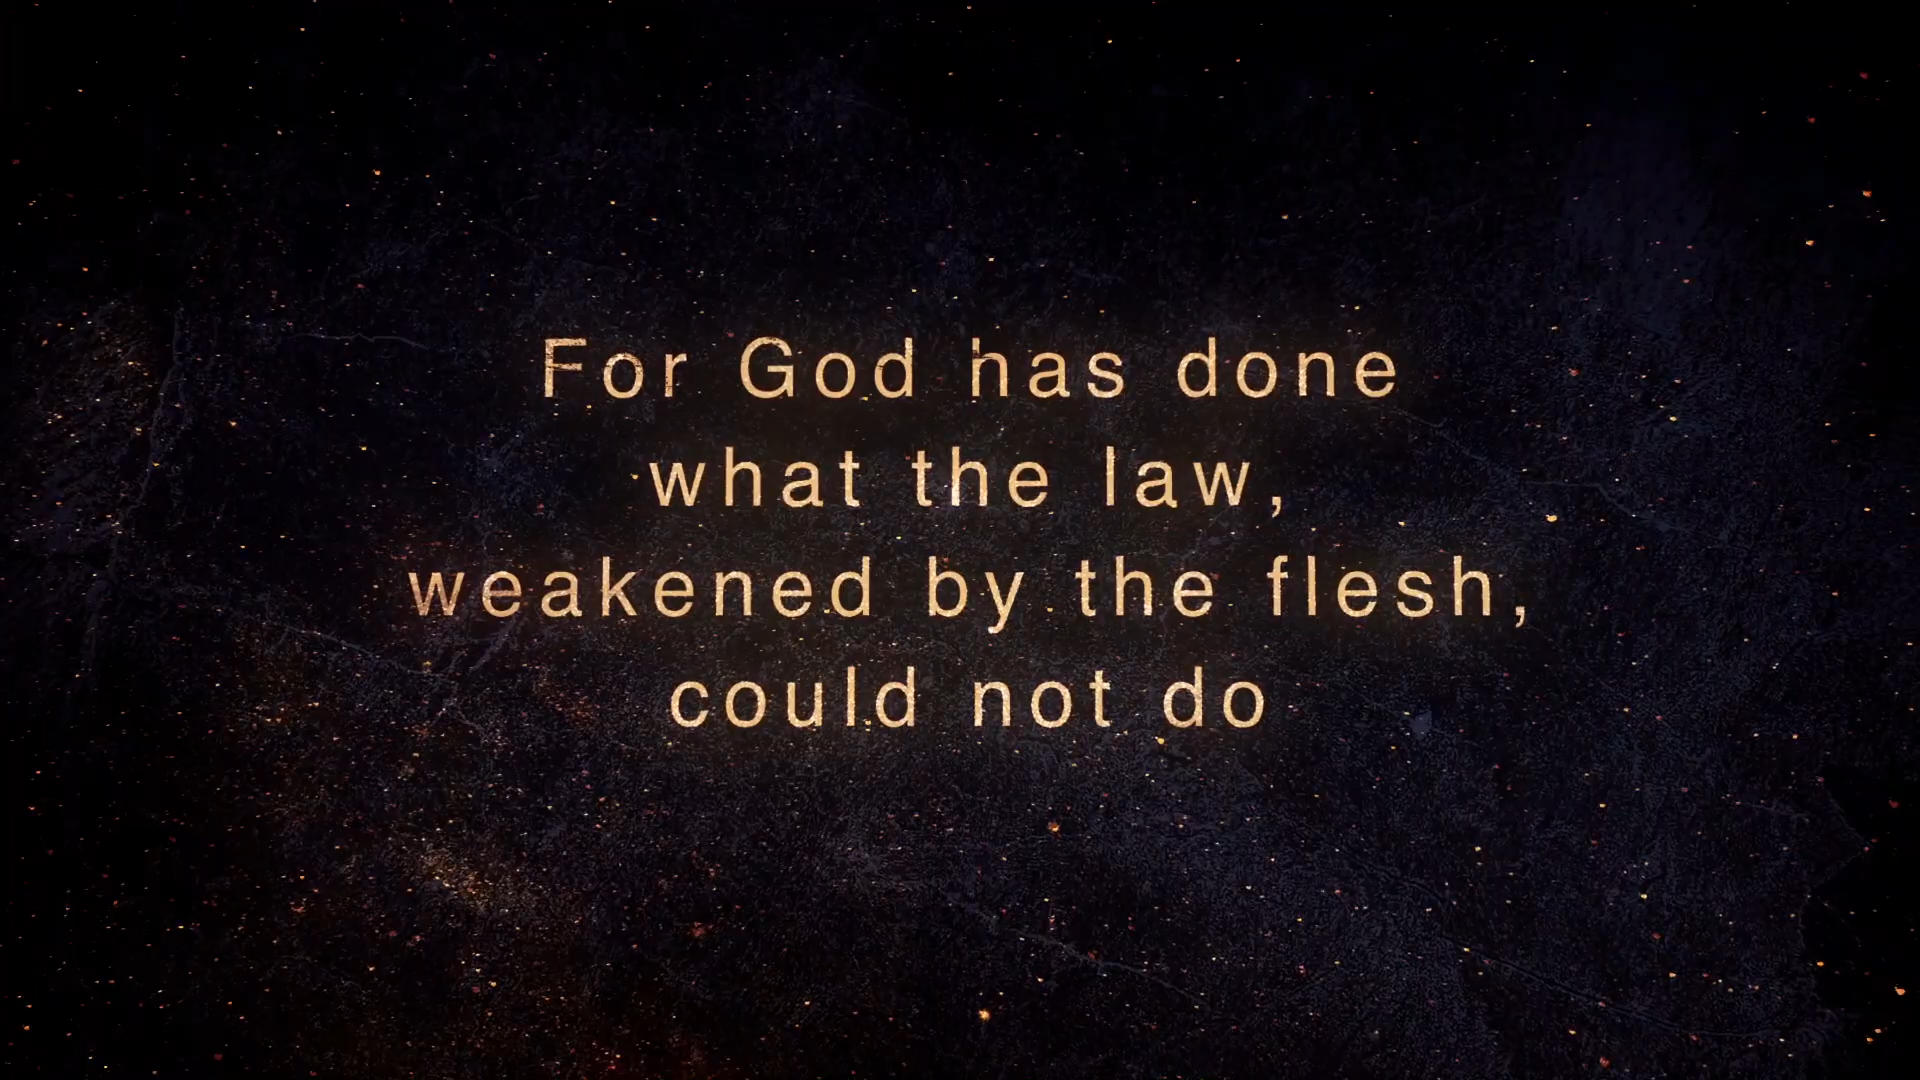 For God has done
what the law,
weakened by the flesh,
could not do